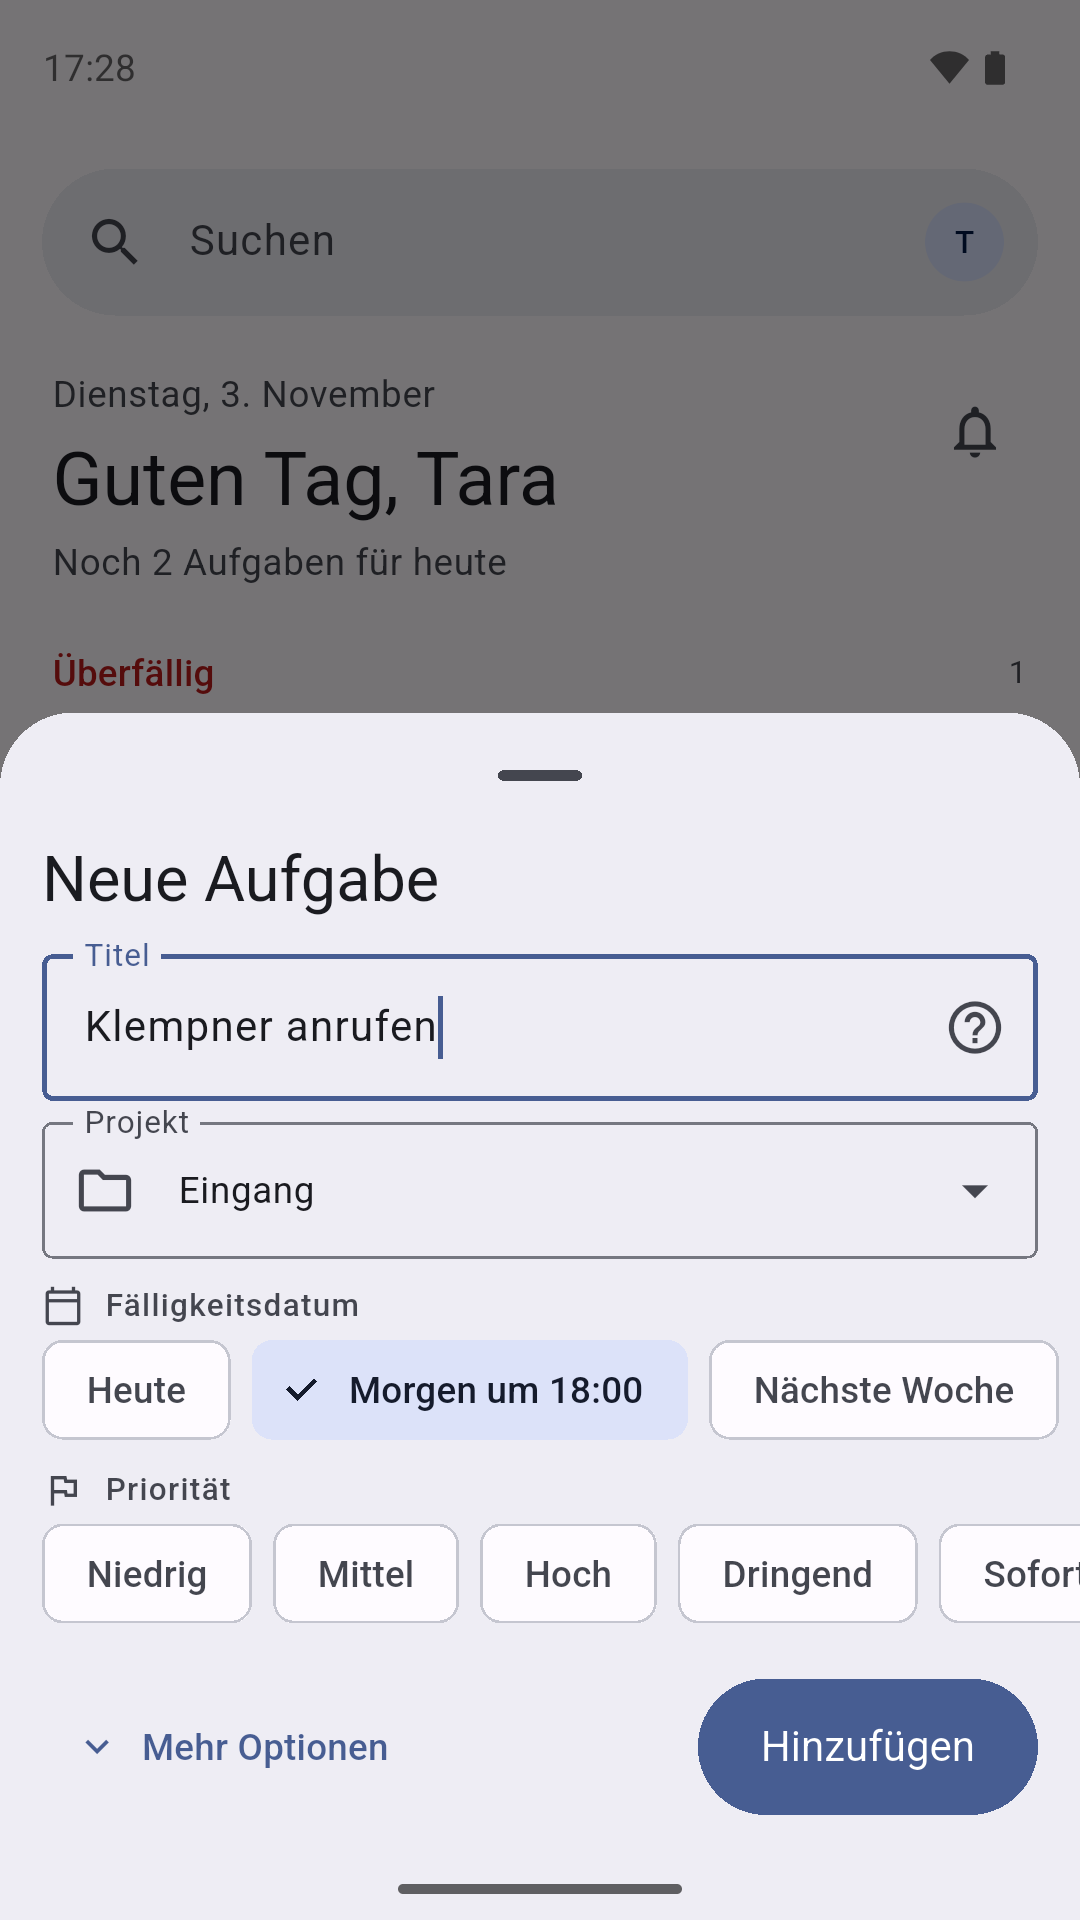 17:28
Suchen
T
Dienstag, 3. November
Guten Tag, Tara
Noch 2 Aufgaben für heute
Überfällig 1
Neue Aufgabe
Titel
Klempner anrufen
Projekt
Eingang
Fälligkeitsdatum
Heute Morgen um 18:00 Nächste Woche
Priorität
Niedrig Mittel Hoch Dringend Sofort
Mehr Optionen Hinzufügen